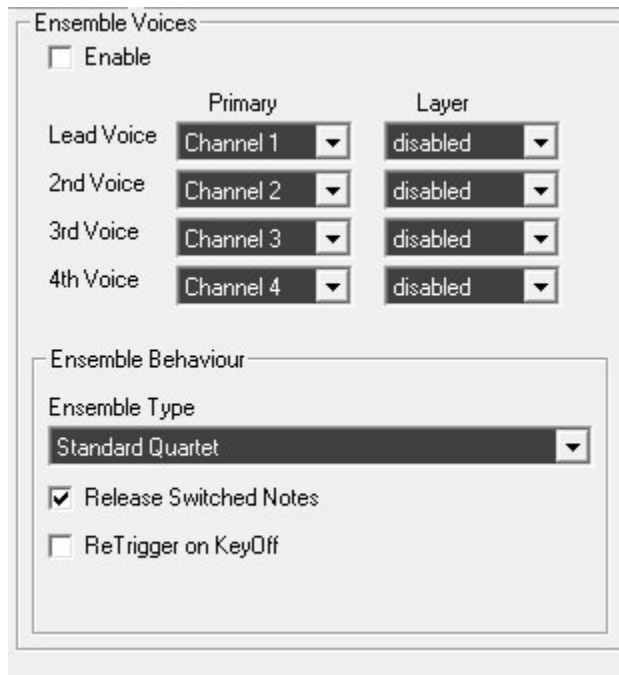 Ensemble Voices
Enable
Primary Layer
Lead Voice Channel 1 disabled
2nd Voice Channel 2 disabled
3rd Voice Channel 3 disabled
4th Voice Channel 4 disabled
Ensemble Behaviour
Ensemble Type
Standard Quartet
Release Switched Notes
ReTrigger on KeyOff